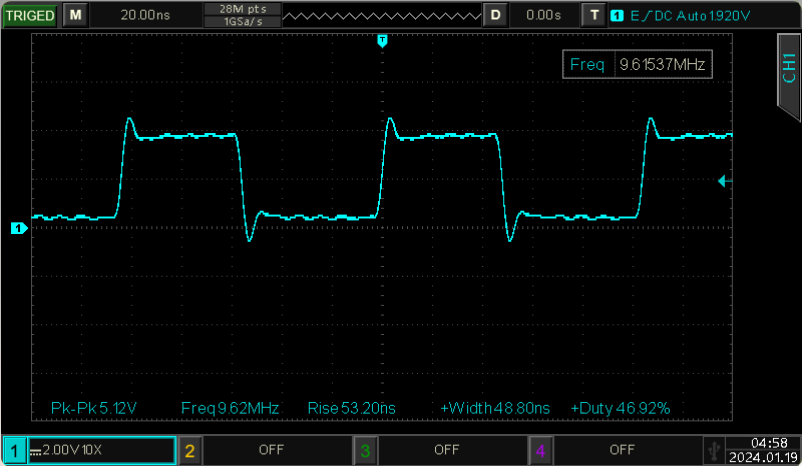 TRIGED M 20.00ns 28M pts D 0.00s T 1 E DC Auto1.920V
1GSa/s
T
Freq 9.61537MHz
CH1
1
Pk-Pk 5.12V Freq 9.62MHz Rise 53.20ns +Width 48.80ns +Duty 46.92%
1 2.00V 10X 2 OFF 3 OFF 4 OFF 04:58
2024.01.19